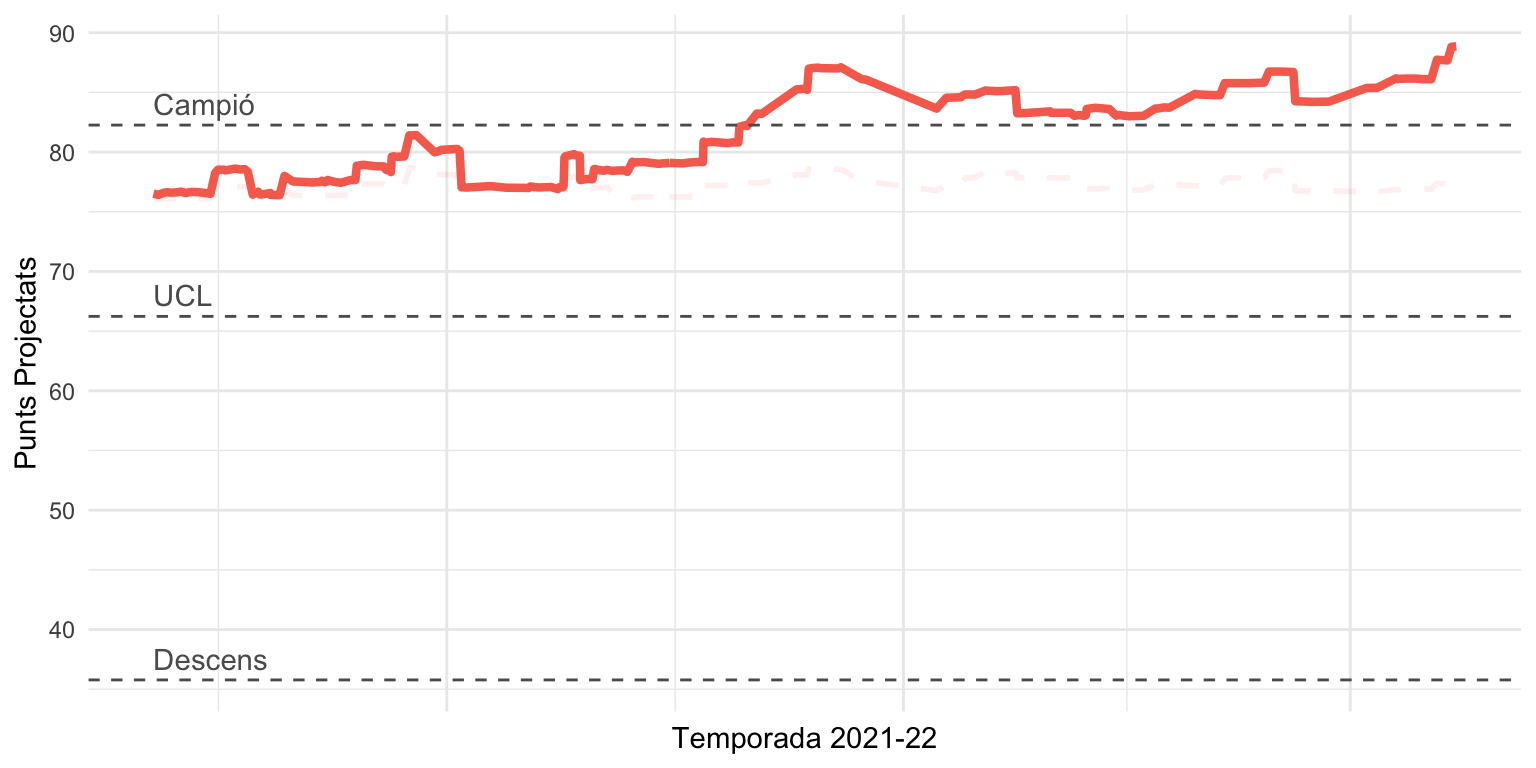 90
Campió
80
70
UCL
60
50
40
Descens
Punts Projectats
Temporada 2021-22